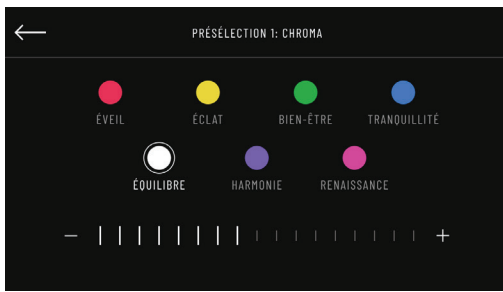 PRÉSÉLECTION 1: CHROMA
ÉVEIL ÉCLAT BIEN-ÊTRE TRANQUILLITÉ
ÉQUILIBRE HARMONIE RENAISSANCE
− +